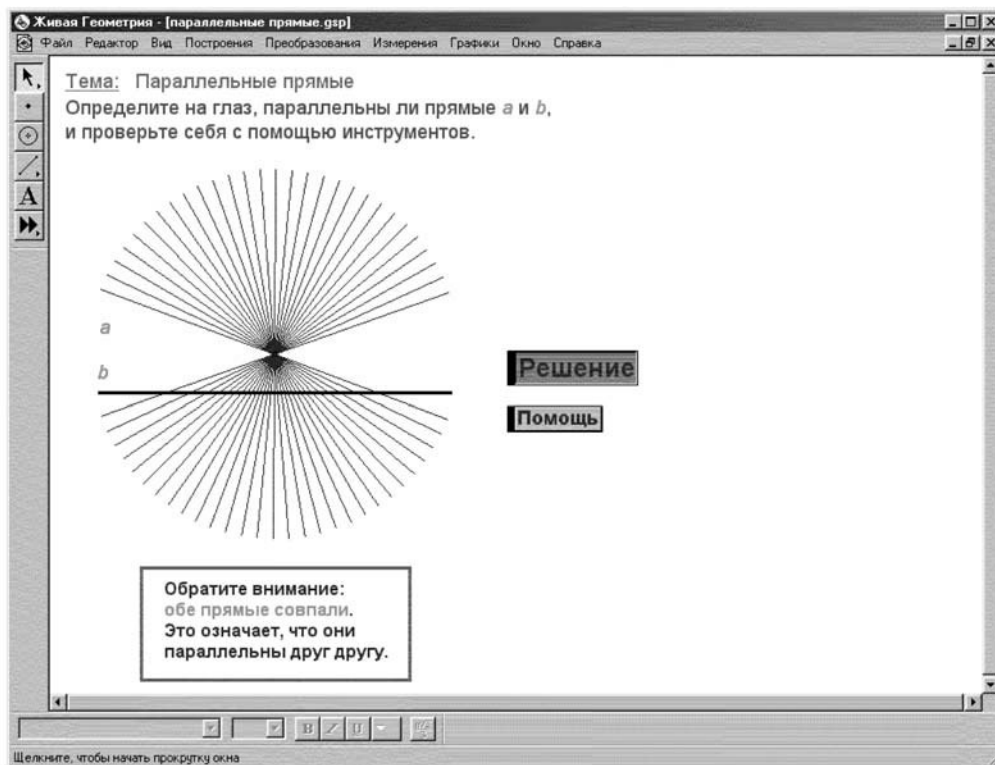 Живая Геометрия - [параллельные прямые.gsp]
Файл Редактор Вид Построения Преобразования Измерения Графики Окно Справка
Тема: Параллельные прямые
Определите на глаз, параллельны ли прямые a и b,
и проверьте себя с помощью инструментов.
A
a
b
Решение
Помощь
Обратите внимание:
обе прямые совпали.
Это означает, что они
параллельны друг другу.
B I U
Щелкните, чтобы начать прокрутку окна